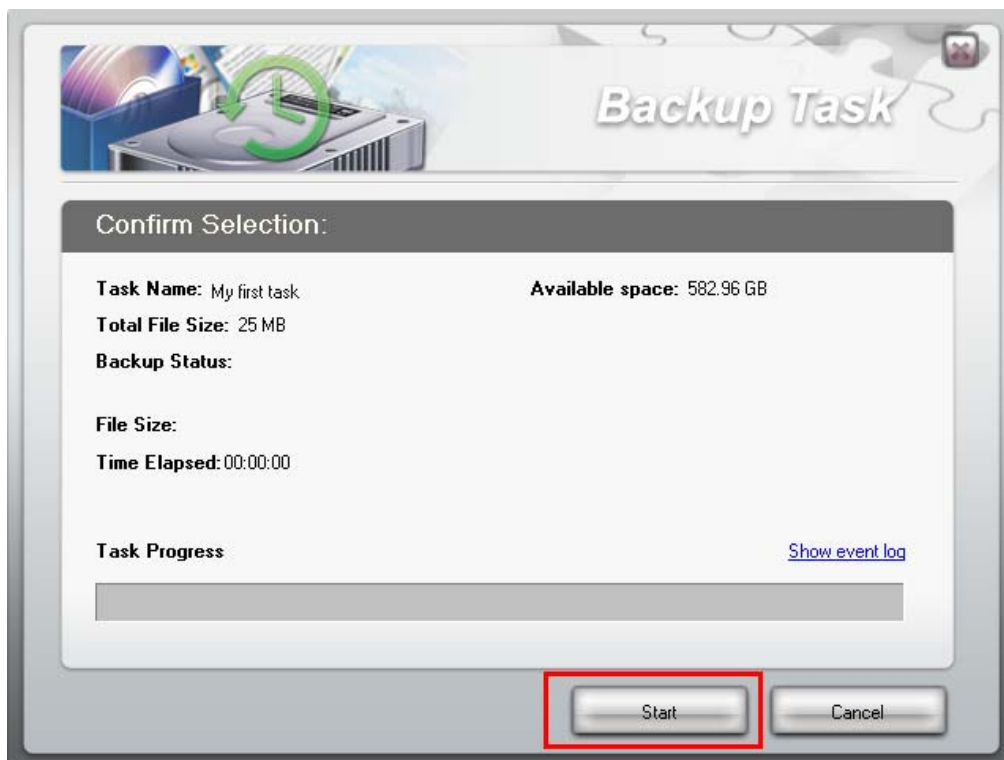 Backup Task
Confirm Selection:
Task Name: My first task
Available space: 582.96 GB
Total File Size: 25 MB
Backup Status:
File Size:
Time Elapsed: 00:00:00
Task Progress
Show event log
Start
Cancel